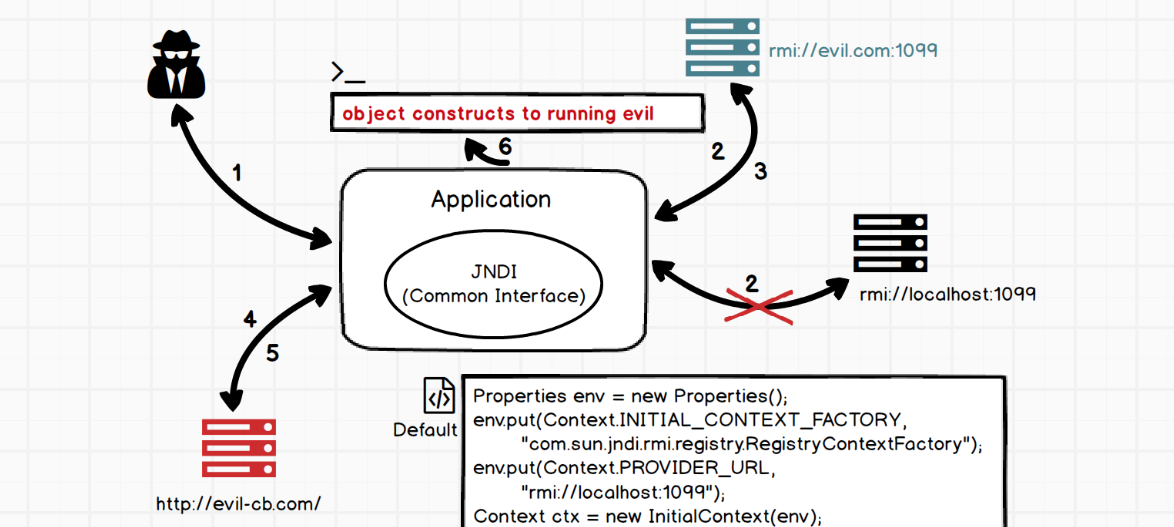 rmi://evil.com:1099
>_
object constructs to running evil
6
2
3
1
Application
JNDI
(Common Interface)
2
rmi://localhost:1099
4
5
Default
</>
Properties env = new Properties();
env.put(Context.INITIAL_CONTEXT_FACTORY,
"com.sun.jndi.rmi.registry.RegistryContextFactory");
env.put(Context.PROVIDER_URL,
"rmi://localhost:1099");
Context ctx = new InitialContext(env);
http://evil-cb.com/